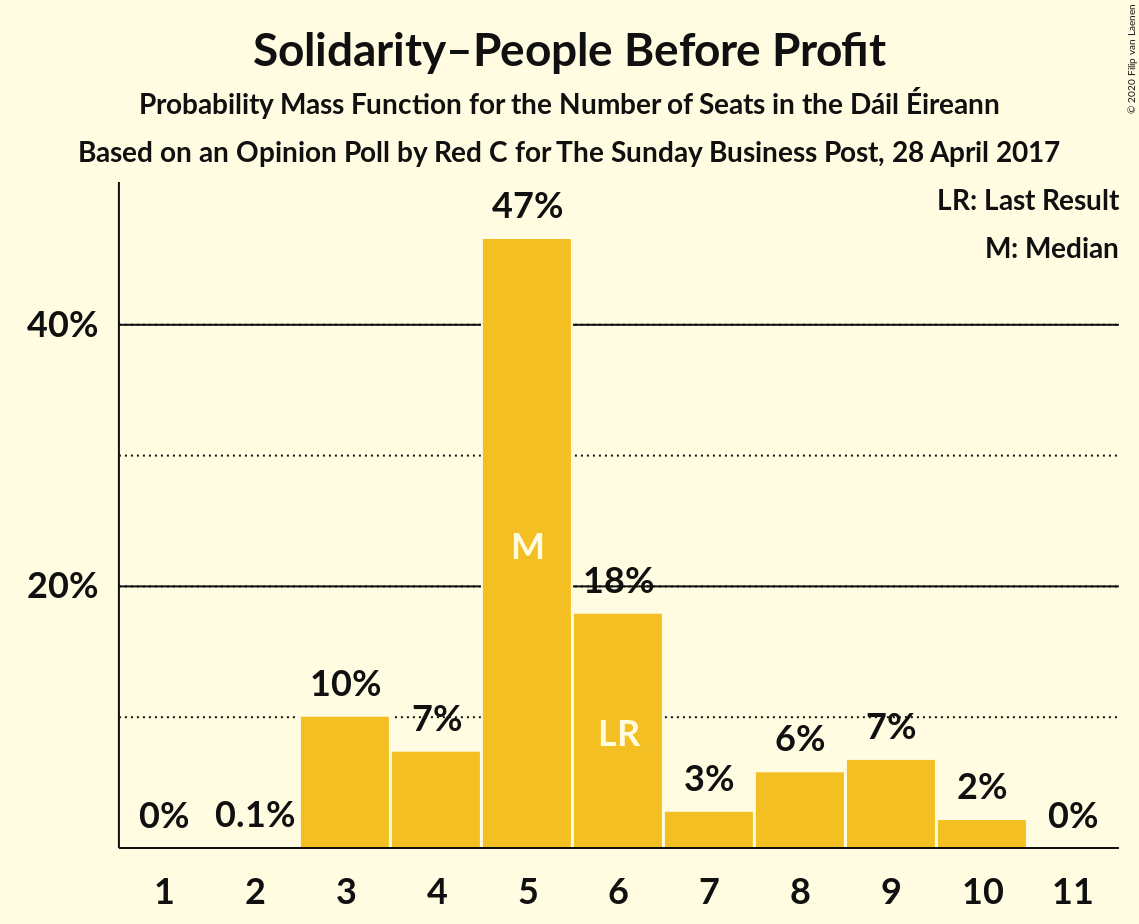 Solidarity–People Before Profit
Probability Mass Function for the Number of Seats in the Dáil Éireann
Based on an Opinion Poll by Red C for The Sunday Business Post, 28 April 2017
© 2020 Filip van Laenen
LR: Last Result
M: Median
40%
20%
0%
0.1%
10%
7%
47%
18%
3%
6%
7%
2%
0%
M
LR
1 2 3 4 5 6 7 8 9 10 11